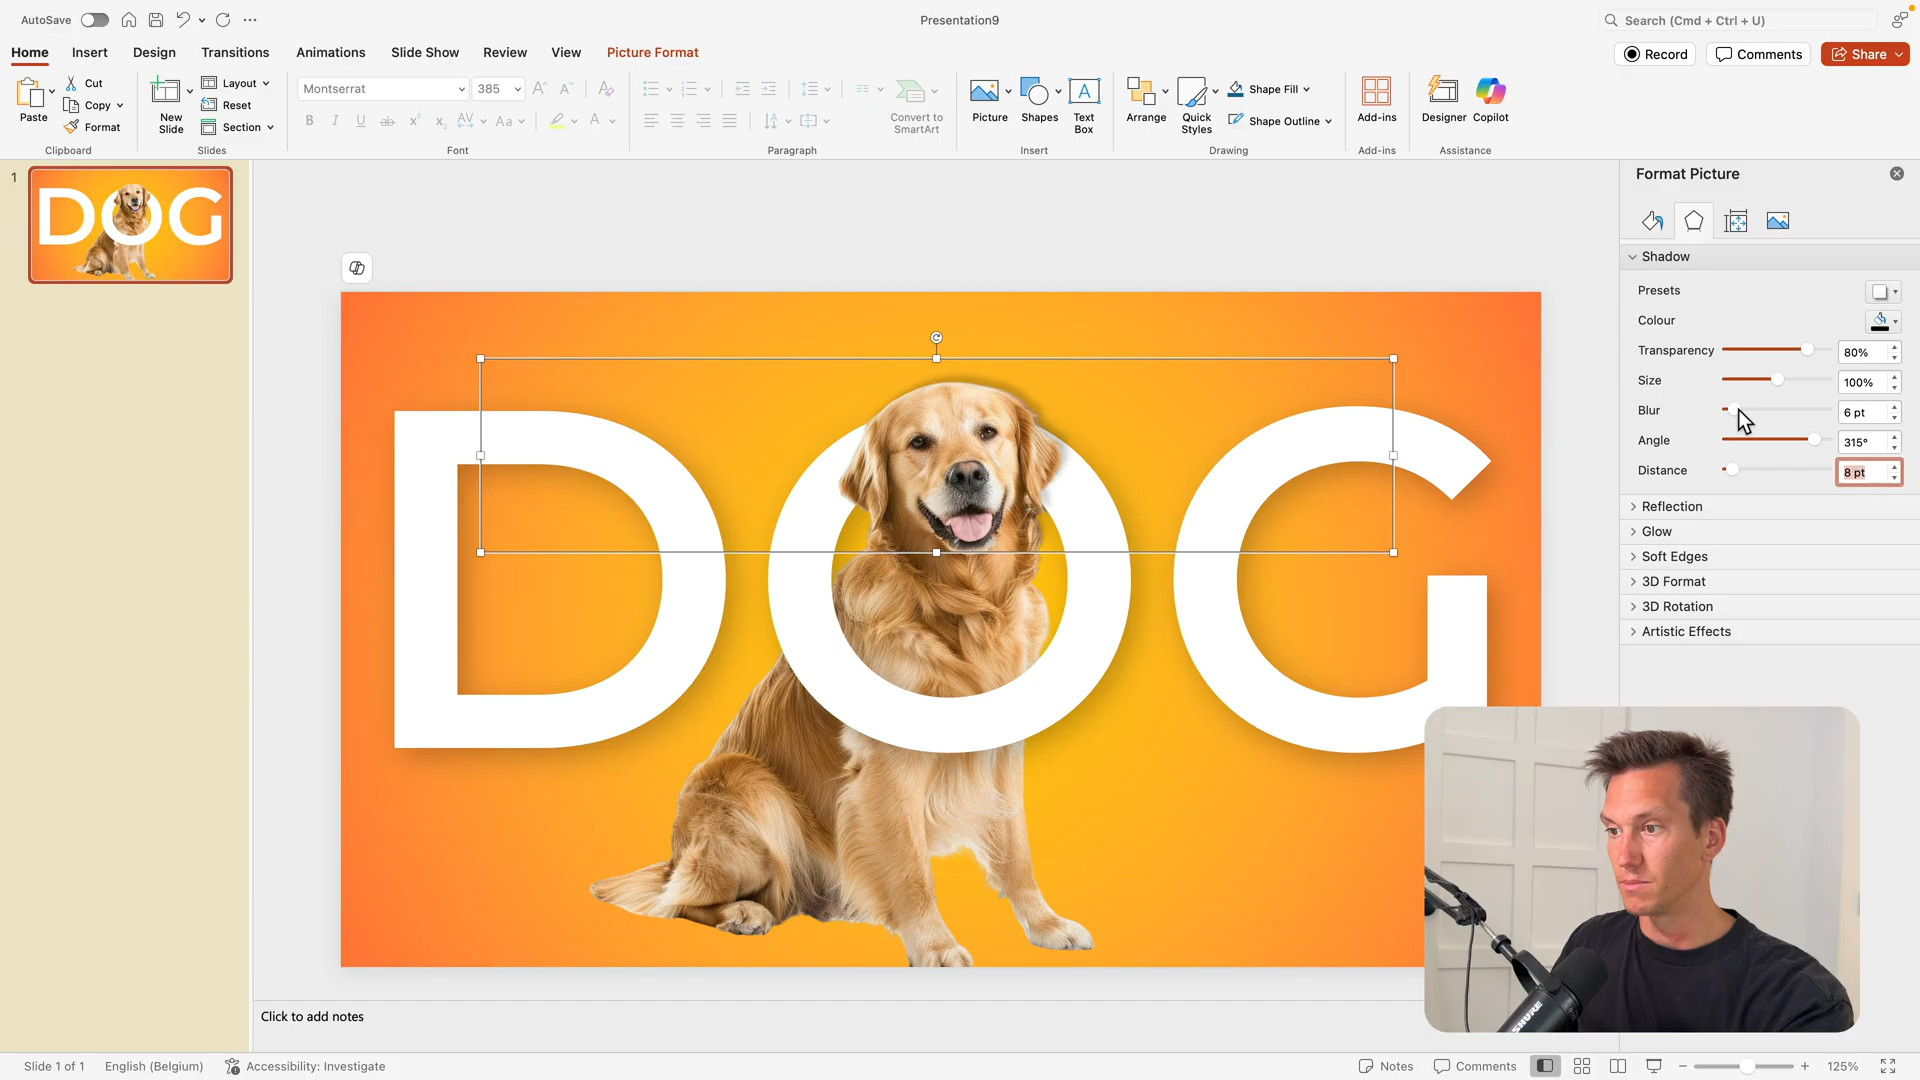 AutoSave
Presentation9
Search (Cmd + Ctrl + U)
Home Insert Design Transitions Animations Slide Show Review View Picture Format
Record Comments Share
Paste
Cut
Copy
Format
Clipboard
New Slide
Layout
Reset
Section
Slides
Montserrat 385
Font
Convert to SmartArt
Paragraph
Picture
Shapes
Text Box
Insert
Arrange
Quick Styles
Shape Fill
Shape Outline
Drawing
Add-ins
Add-ins
Designer
Copilot
Assistance
1
DOG
DOG
Format Picture
Shadow
Presets
Colour
Transparency 80%
Size 100%
Blur 6 pt
Angle 315°
Distance 8 pt
Reflection
Glow
Soft Edges
3D Format
3D Rotation
Artistic Effects
SHURE
Click to add notes
Slide 1 of 1 English (Belgium) Accessibility: Investigate
Notes Comments 125%